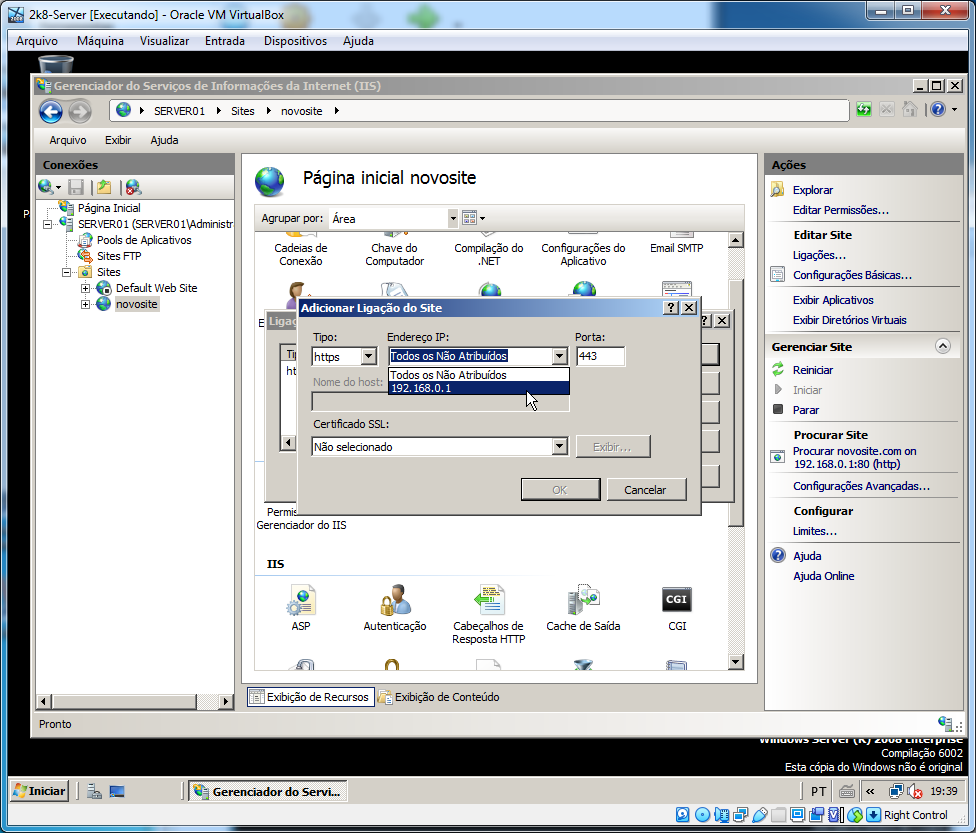 2k8-Server [Executando] - Oracle VM VirtualBox
Arquivo Máquina Visualizar Entrada Dispositivos Ajuda
Gerenciador do Serviços de Informações da Internet (IIS)
SERVER01 Sites novosite
Arquivo Exibir Ajuda
Conexões
Página Inicial
SERVER01 (SERVER01\Administr
Pools de Aplicativos
Sites FTP
Sites
Default Web Site
novosite
Página inicial novosite
Agrupar por: Área
Cadeias de Conexão
Chave do Computador
Compilação do .NET
Configurações do Aplicativo
Email SMTP
Adicionar Ligação do Site
Tipo: Endereço IP: Porta:
https Todos os Não Atribuídos 443
Todos os Não Atribuídos
192.168.0.1
Nome do host:
Certificado SSL:
Não selecionado Exibir...
OK Cancelar
Gerenciador do IIS
IIS
ASP
Autenticação
Cabeçalhos de Resposta HTTP
Cache de Saída
CGI
CGI
Exibição de Recursos Exibição de Conteúdo
Ações
Explorar
Editar Permissões...
Editar Site
Ligações...
Configurações Básicas...
Exibir Aplicativos
Exibir Diretórios Virtuais
Gerenciar Site
Reiniciar
Iniciar
Parar
Procurar Site
Procurar novosite.com on
192.168.0.1:80 (http)
Configurações Avançadas...
Configurar
Limites...
Ajuda
Ajuda Online
Pronto
Windows Server (R) 2008 Enterprise
Compilação 6002
Esta cópia do Windows não é original
Iniciar Gerenciador do Servi... PT 19:39
Right Control